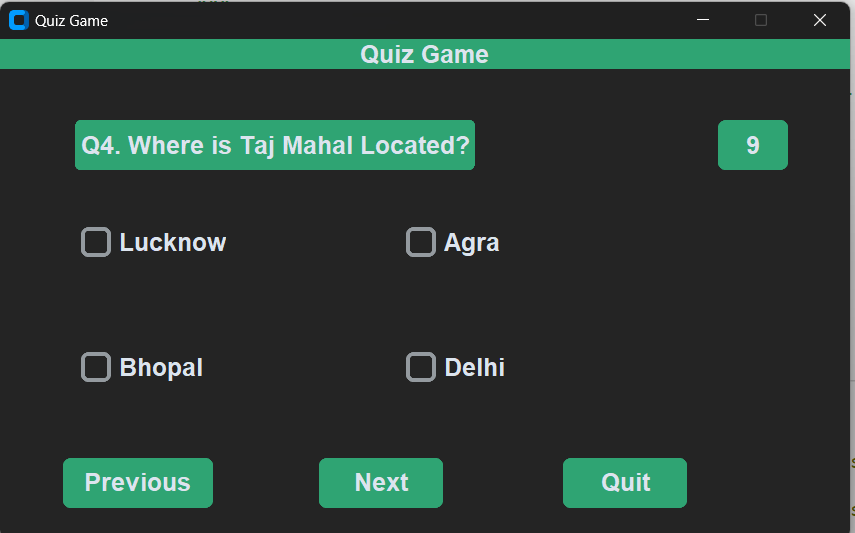 Quiz Game
Quiz Game
Q4. Where is Taj Mahal Located? 9
Lucknow Agra
Bhopal Delhi
Previous Next Quit